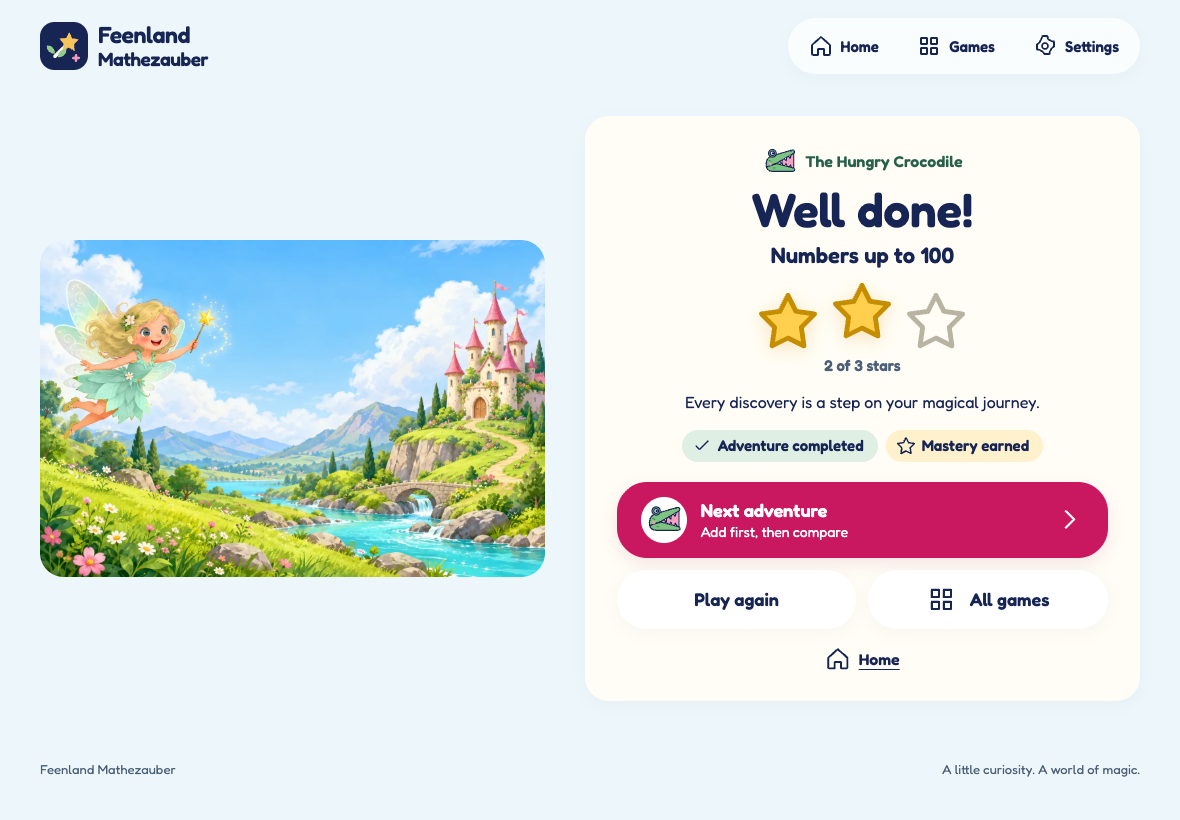 Feenland
Mathezauber
Home
Games
Settings
The Hungry Crocodile
Well done!
Numbers up to 100
2 of 3 stars
Every discovery is a step on your magical journey.
Adventure completed
Mastery earned
Next adventure
Add first, then compare
Play again
All games
Home
Feenland Mathezauber
A little curiosity. A world of magic.